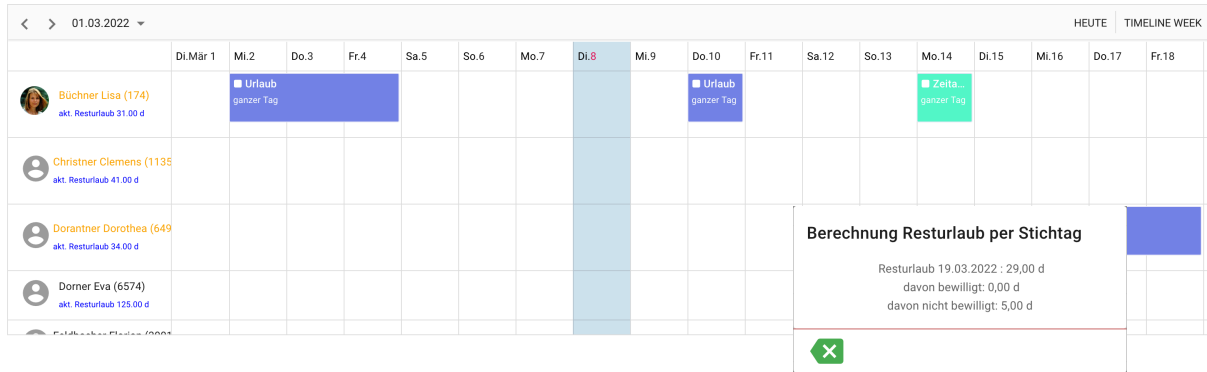 01.03.2022
HEUTE
TIMELINE WEEK
Di.Mär 1 Mi.2 Do.3 Fr.4 Sa.5 So.6 Mo.7 Di.8 Mi.9 Do.10 Fr.11 Sa.12 So.13 Mo.14 Di.15 Mi.16 Do.17 Fr.18
Büchner Lisa (174)
akt. Resturlaub 31.00 d
Urlaub
ganzer Tag
Urlaub
ganzer Tag
Zeita...
ganzer Tag
Christner Clemens (1135
akt. Resturlaub 41.00 d
Dorantner Dorothea (649
akt. Resturlaub 34.00 d
Dorner Eva (6574)
akt. Resturlaub 125.00 d
Berechnung Resturlaub per Stichtag
Resturlaub 19.03.2022 : 29,00 d
davon bewilligt: 0,00 d
davon nicht bewilligt: 5,00 d